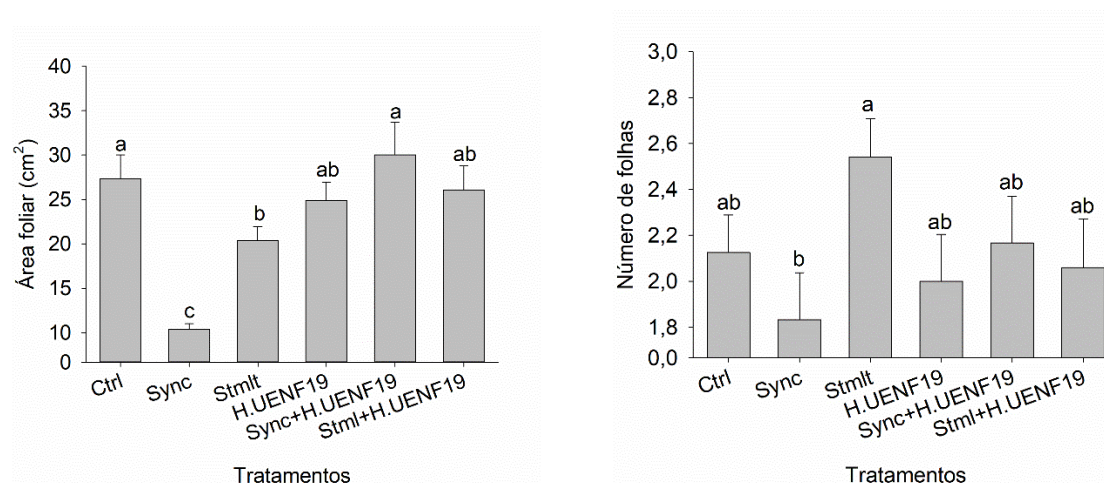 Área foliar (cm²)
40
35
30
25
20
15
10
0
a
c
b
ab
a
ab
Ctrl
Sync
Stmlt
H.UENF19
Sync+H.UENF19
Stml+H.UENF19
Tratamentos
Número de folhas
3,0
2,8
2,6
2,4
2,2
2,0
1,8
0,0
ab
b
a
ab
ab
ab
Ctrl
Sync
Stmlt
H.UENF19
Sync+H.UENF19
Stml+H.UENF19
Tratamentos